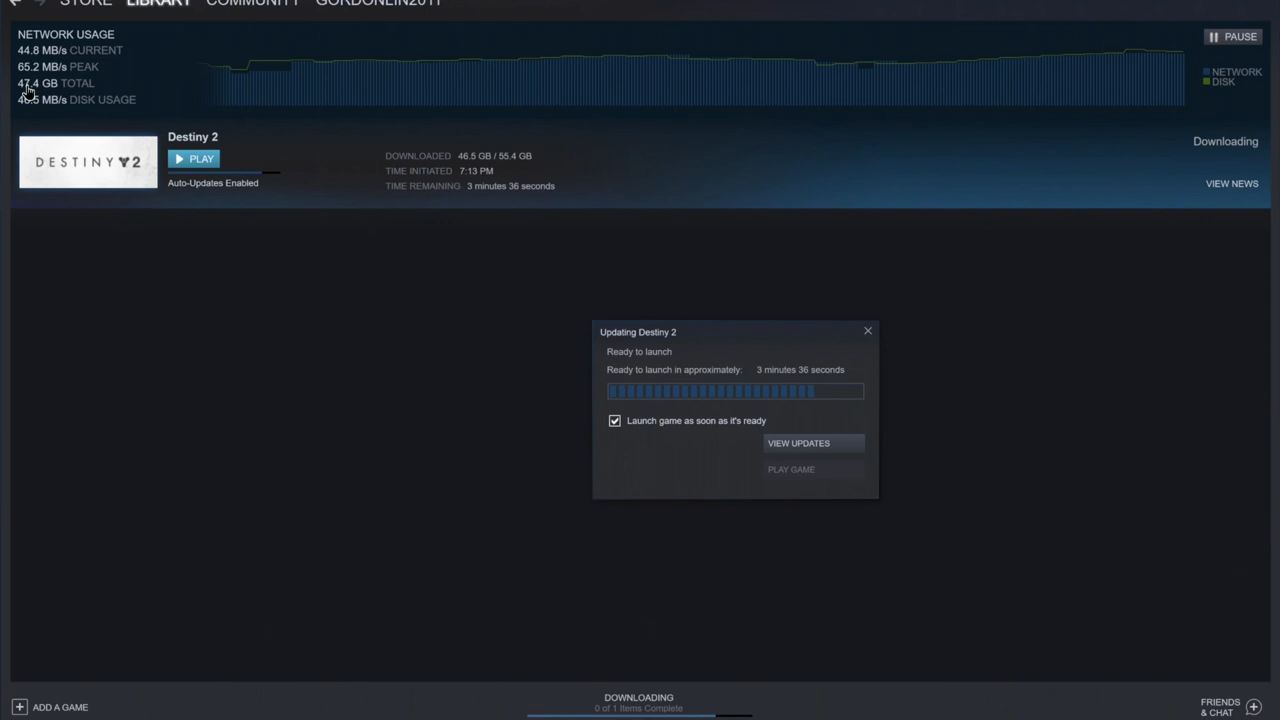 STORE LIBRARY COMMUNITY GORDONLIN2011
NETWORK USAGE
44.8 MB/s CURRENT
65.2 MB/s PEAK
47.4 GB TOTAL
MB/s DISK USAGE
PAUSE
NETWORK
DISK
DESTINY 2
Destiny 2
PLAY
Auto-Updates Enabled
DOWNLOADED 46.5 GB / 55.4 GB
TIME INITIATED 7:13 PM
TIME REMAINING 3 minutes 36 seconds
Downloading
VIEW NEWS
Updating Destiny 2
Ready to launch
Ready to launch in approximately: 3 minutes 36 seconds
Launch game as soon as it's ready
VIEW UPDATES
PLAY GAME
ADD A GAME
DOWNLOADING
0 of 1 Items Complete
FRIENDS
& CHAT